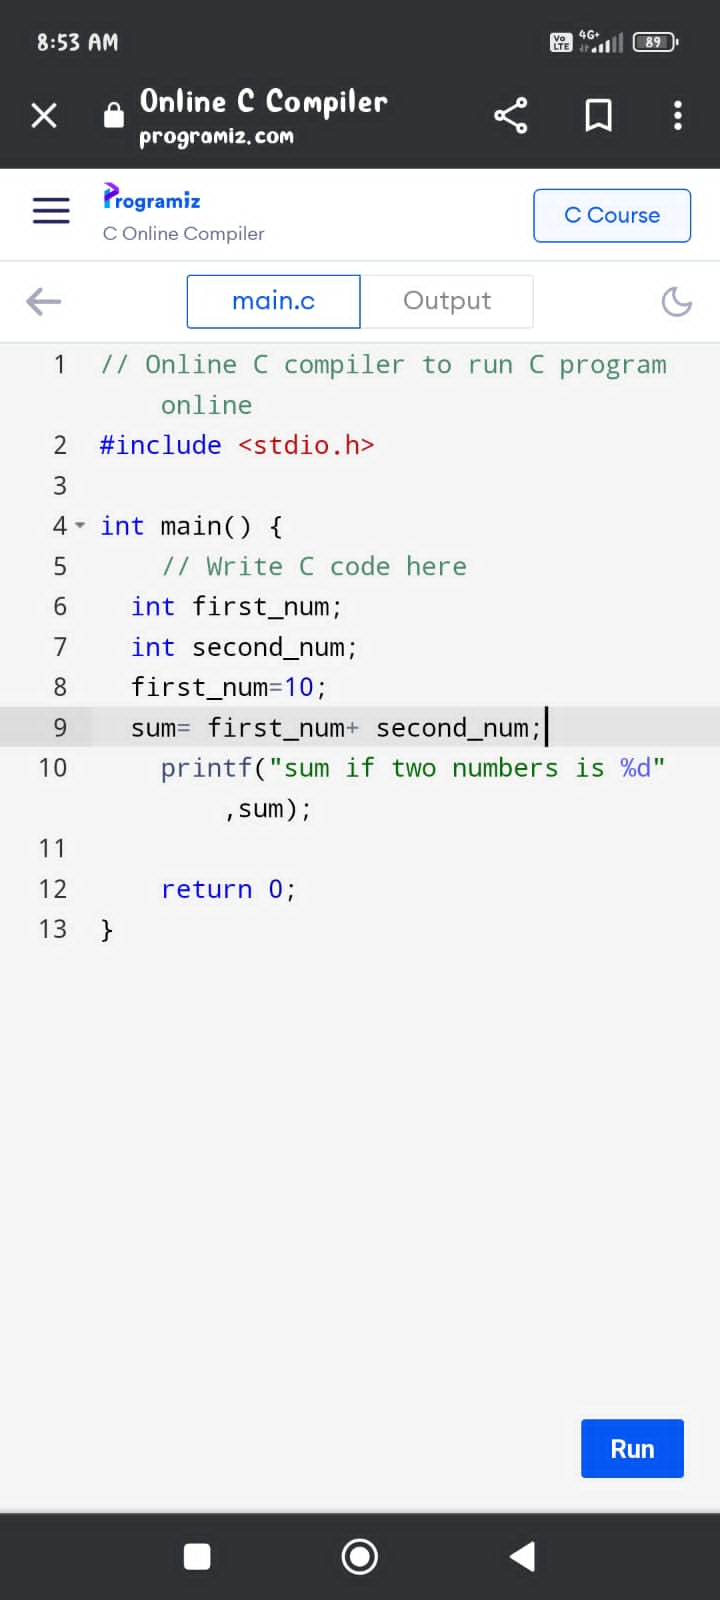 8:53 AM
Vo LTE 4G+ 89
Online C Compiler
programiz.com
Programiz
C Online Compiler
C Course
main.c
Output
1 // Online C compiler to run C program
online
2 #include <stdio.h>
3
4 int main() {
5 // Write C code here
6 int first_num;
7 int second_num;
8 first_num=10;
9 sum= first_num+ second_num;
10 printf("sum if two numbers is %d"
,sum);
11
12 return 0;
13 }
Run